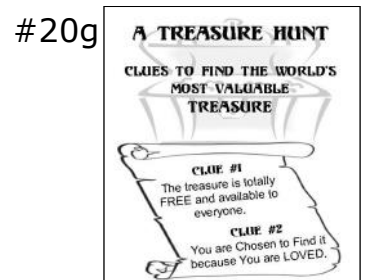 #20g
A TREASURE HUNT
CLUES TO FIND THE WORLD'S
MOST VALUABLE
TREASURE
CLUE #1
The treasure is totally
FREE and available to
everyone.
CLUE #2
You are Chosen to Find it
because You are LOVED.